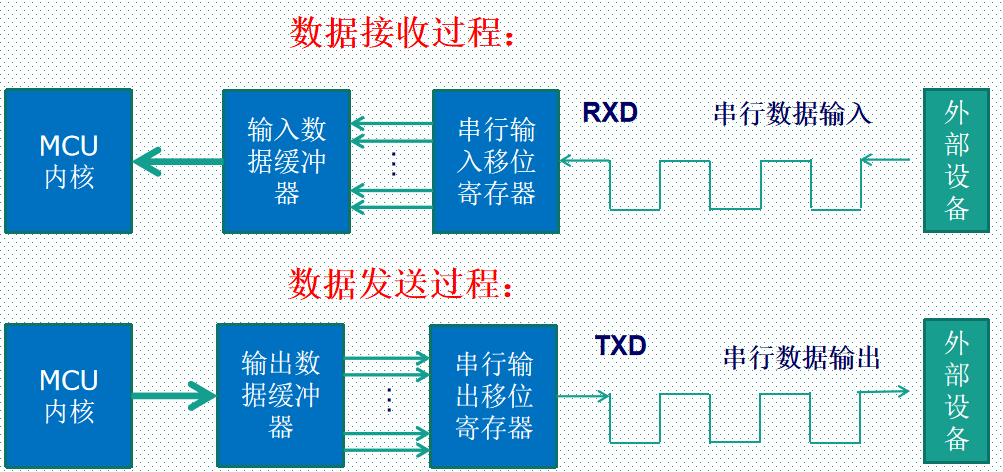 数据接收过程：
MCU
内核
输入数
据缓冲
器
串行输
入移位
寄存器
RXD
串行数据输入
外
部
设
备
数据发送过程：
MCU
内核
输出数
据缓冲
器
串行输
出移位
寄存器
TXD
串行数据输出
外
部
设
备